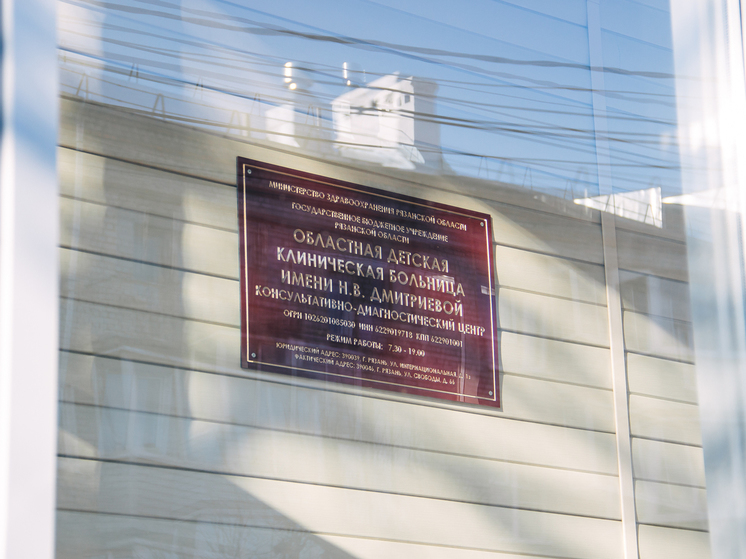 МИНИСТЕРСТВО ЗДРАВООХРАНЕНИЯ РЯЗАНСКОЙ ОБЛАСТИ
ГОСУДАРСТВЕННОЕ БЮДЖЕТНОЕ УЧРЕЖДЕНИЕ
РЯЗАНСКОЙ ОБЛАСТИ
ОБЛАСТНАЯ ДЕТСКАЯ
КЛИНИЧЕСКАЯ БОЛЬНИЦА
ИМЕНИ Н.В. ДМИТРИЕВОЙ
КОНСУЛЬТАТИВНО-ДИАГНОСТИЧЕСКИЙ ЦЕНТР
ОГРН 1026201085030 ИНН 6229019718 КПП 622901001
РЕЖИМ РАБОТЫ: 7.30 - 19.00
ЮРИДИЧЕСКИЙ АДРЕС: 390039, Г. РЯЗАНЬ, УЛ. ИНТЕРНАЦИОНАЛЬНАЯ, Д.
ФАКТИЧЕСКИЙ АДРЕС: 390046, Г. РЯЗАНЬ, УЛ. СВОБОДЫ, Д. 66